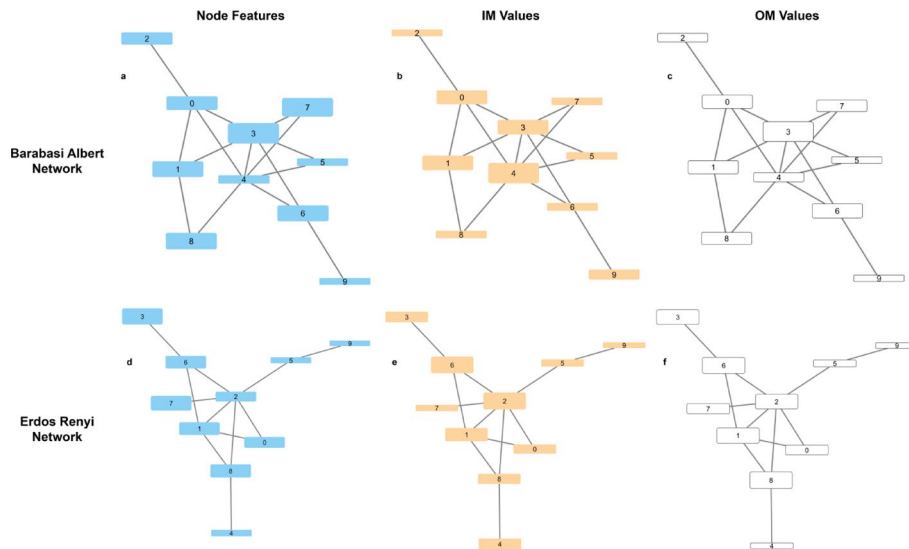 Node Features IM Values OM Values
2 2 2
a b c
0 7 0 7 0 7
3 3 3
Barabasi Albert
Network
1 4 5 1 4 5 1 4 5
8 6 8 6 8 6
9 9 9
3 3 3
d e f
6 5 9 6 5 9 6 5 9
7 2 7 2 7 2
Erdos Renyi
Network
1 0 1 0 1 0
8 8 8
4 4 4